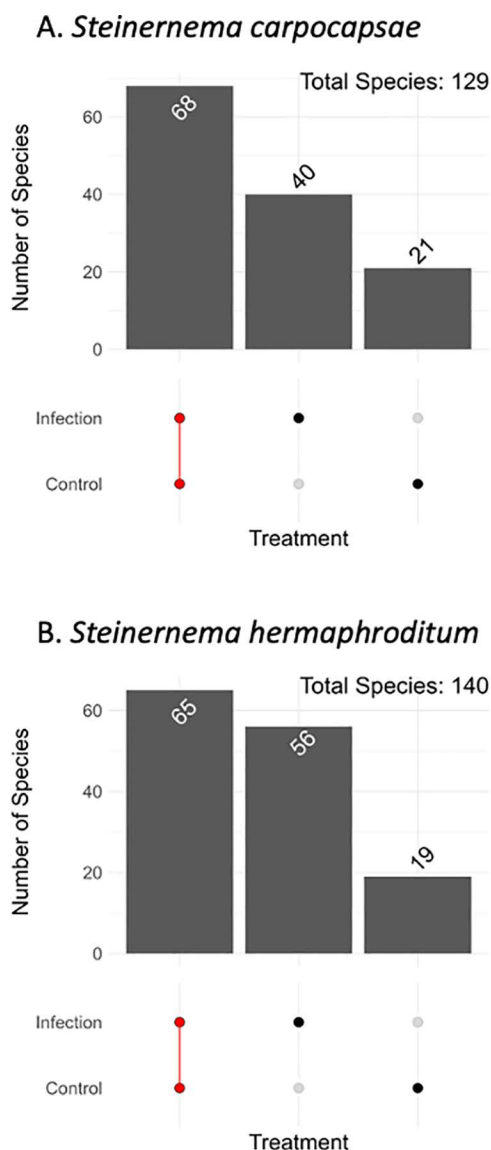 A. Steinernema carpocapsae
Total Species: 129
Number of Species
60
40
20
0
68
40
21
Infection
Control
Treatment
B. Steinernema hermaphroditum
Total Species: 140
Number of Species
60
40
20
0
65
56
19
Infection
Control
Treatment